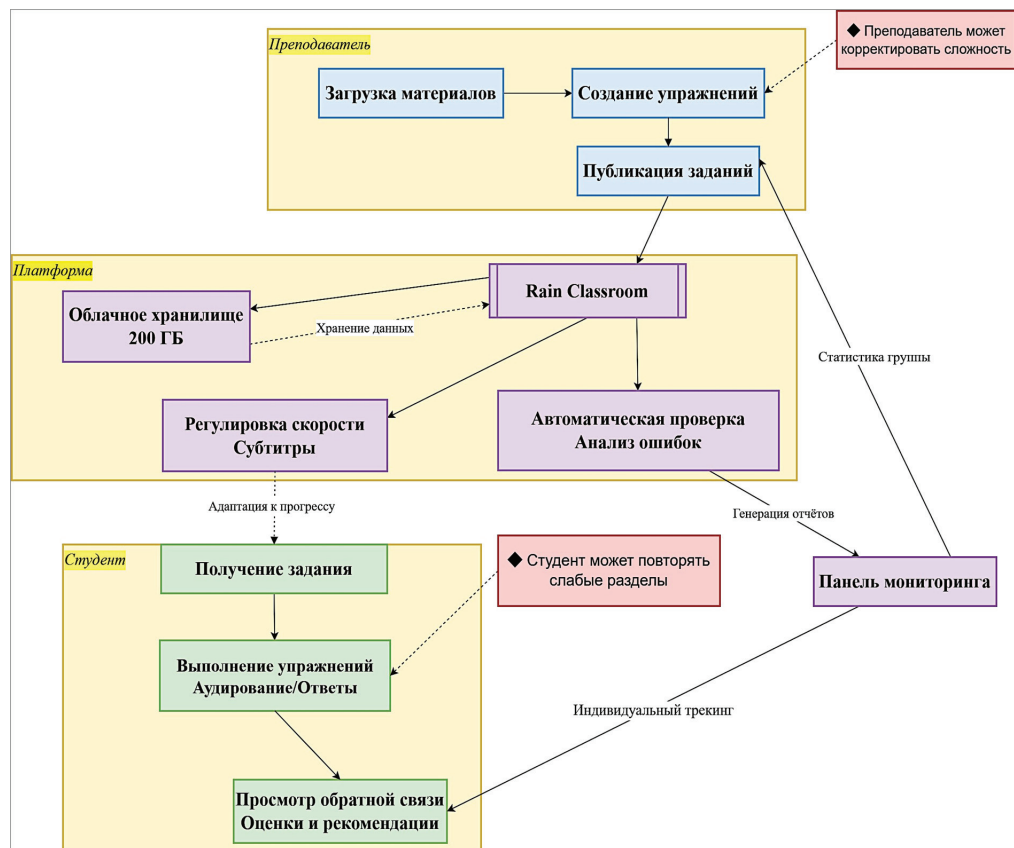 Преподаватель
◆ Преподаватель может
корректировать сложность
Загрузка материалов
Создание упражнений
Публикация заданий
Платформа
Rain Classroom
Облачное хранилище
200 ГБ
Хранение данных
Статистика группы
Регулировка скорости
Субтитры
Автоматическая проверка
Анализ ошибок
Адаптация к прогрессу
Генерация отчётов
Студент
Получение задания
◆ Студент может повторять
слабые разделы
Панель мониторинга
Выполнение упражнений
Аудирование/Ответы
Индивидуальный трекинг
Просмотр обратной связи
Оценки и рекомендации